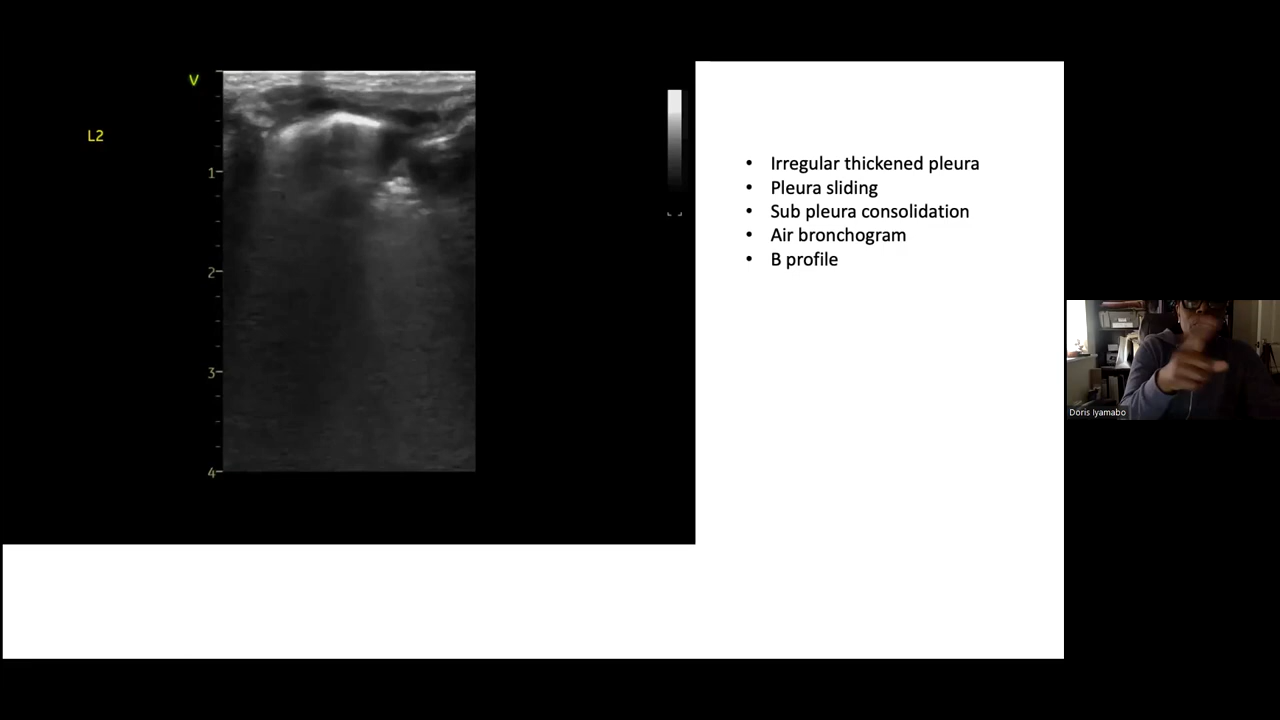 V
L2
1
2
3
4
• Irregular thickened pleura
• Pleura sliding
• Sub pleura consolidation
• Air bronchogram
• B profile
Doris Iyamabo